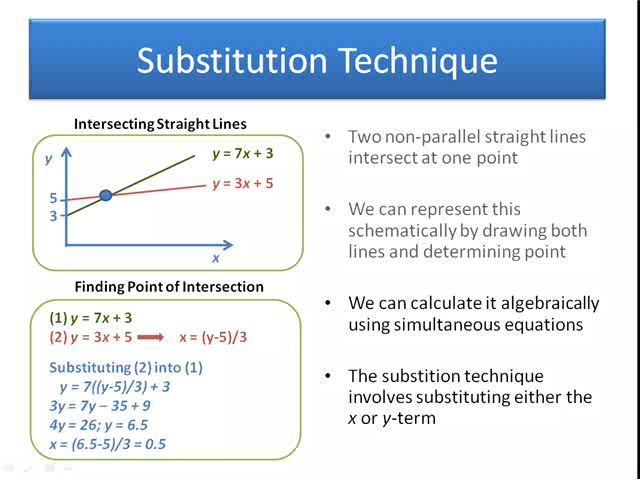 Substitution Technique
Intersecting Straight Lines
y
y = 7x + 3
y = 3x + 5
5
3
x
Finding Point of Intersection
(1) y = 7x + 3
(2) y = 3x + 5 x = (y-5)/3
Substituting (2) into (1)
y = 7((y-5)/3) + 3
3y = 7y – 35 + 9
4y = 26; y = 6.5
x = (6.5-5)/3 = 0.5
• Two non-parallel straight lines
intersect at one point
• We can represent this
schematically by drawing both
lines and determining point
• We can calculate it algebraically
using simultaneous equations
• The substition technique
involves substituting either the
x or y-term